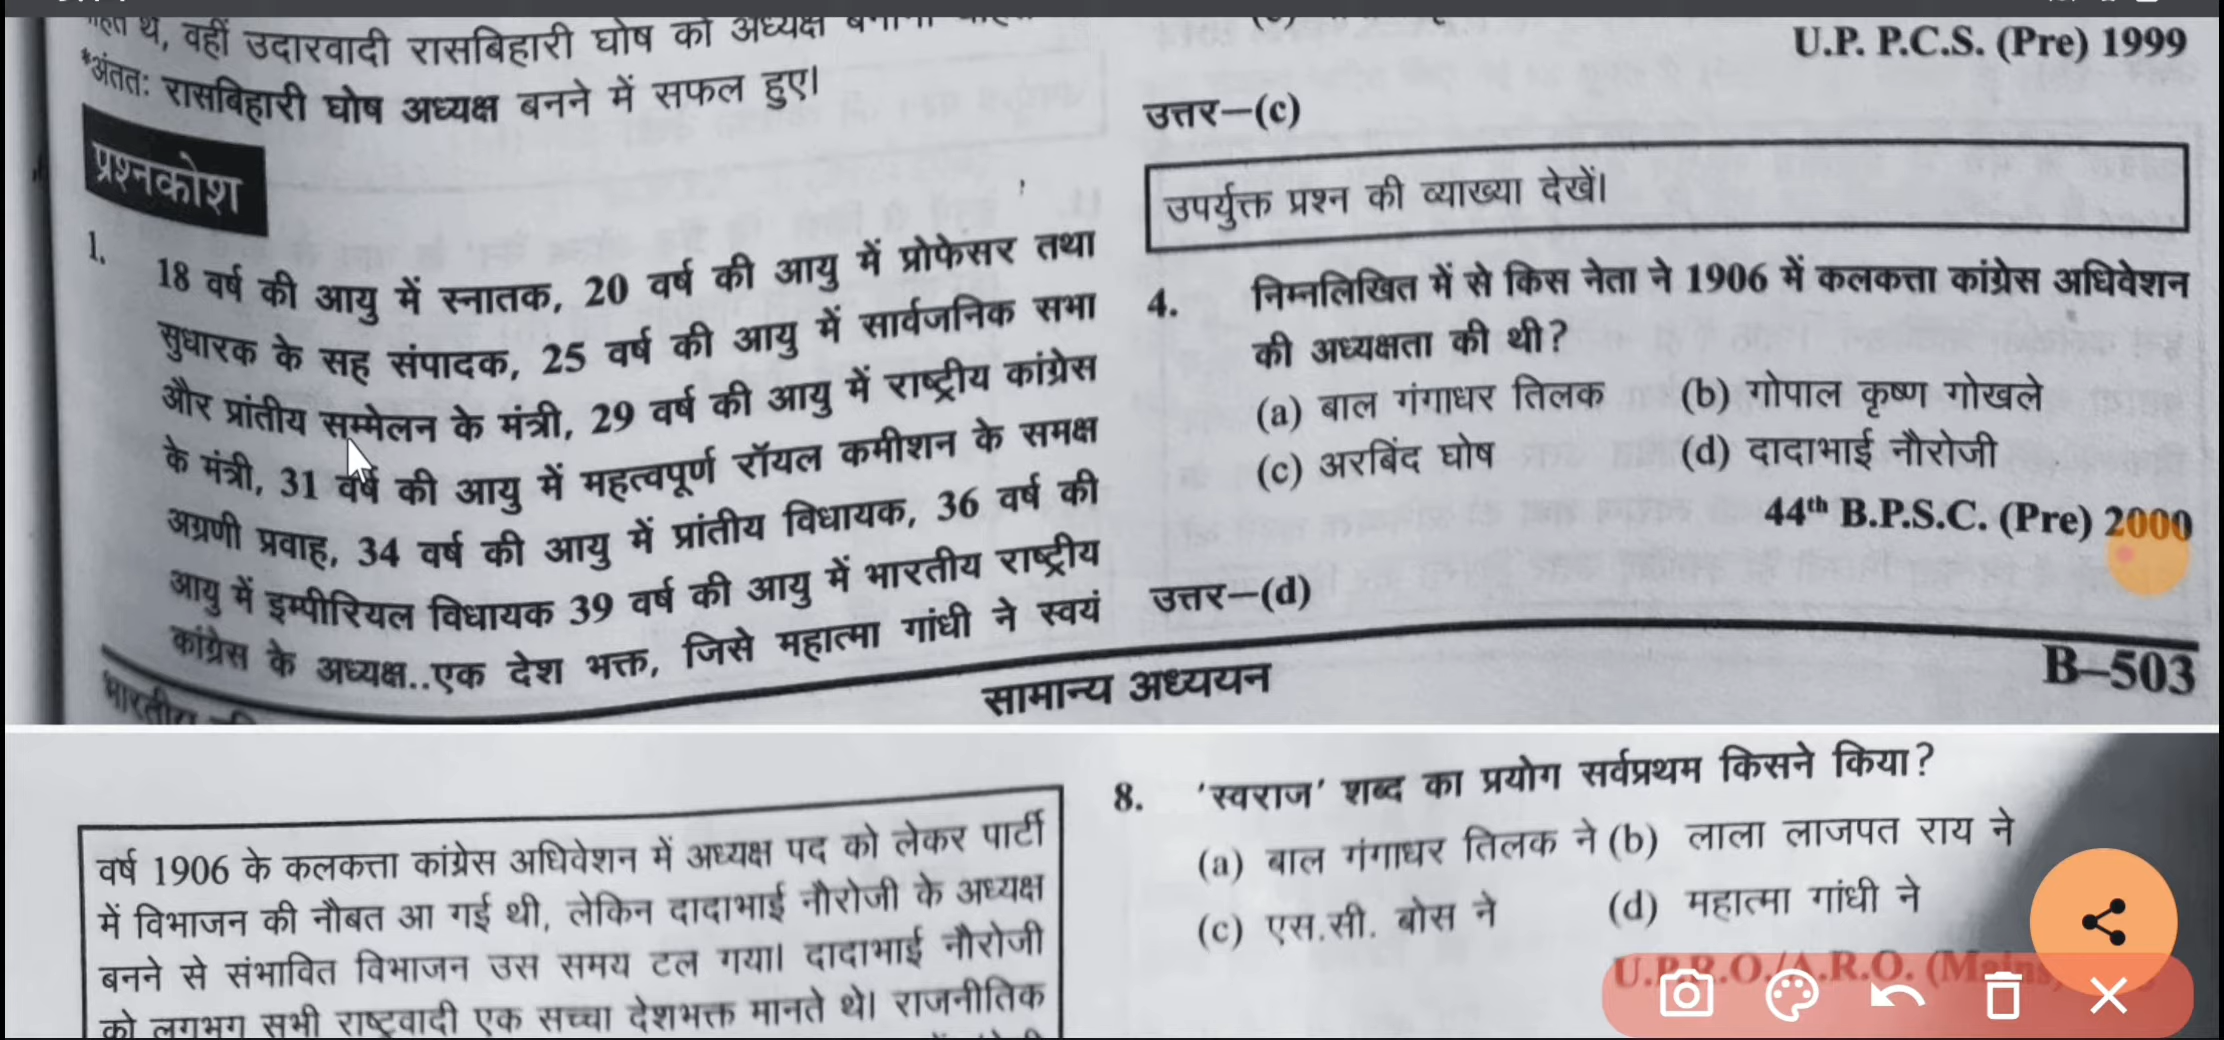 थे, वहीं उदारवादी रासबिहारी घोष को अध्यक्ष
*अंततः रासबिहारी घोष अध्यक्ष बनने में सफल हुए।
प्रश्नकोश
1. 18 वर्ष की आयु में स्नातक, 20 वर्ष की आयु में प्रोफेसर तथा
सुधारक के सह संपादक, 25 वर्ष की आयु में सार्वजनिक सभा
और प्रांतीय सम्मेलन के मंत्री, 29 वर्ष की आयु में राष्ट्रीय कांग्रेस
के मंत्री, 31 वर्ष की आयु में महत्वपूर्ण रॉयल कमीशन के समक्ष
अग्रणी प्रवाह, 34 वर्ष की आयु में प्रांतीय विधायक, 36 वर्ष की
आयु में इम्पीरियल विधायक 39 वर्ष की आयु में भारतीय राष्ट्रीय
कांग्रेस के अध्यक्ष..एक देश भक्त, जिसे महात्मा गांधी ने स्वयं
U.P. P.C.S. (Pre) 1999
उत्तर—(c)
उपर्युक्त प्रश्न की व्याख्या देखें।
4. निम्नलिखित में से किस नेता ने 1906 में कलकत्ता कांग्रेस अधिवेशन
की अध्यक्षता की थी?
(a) बाल गंगाधर तिलक (b) गोपाल कृष्ण गोखले
(c) अरबिंद घोष (d) दादाभाई नौरोजी
44th B.P.S.C. (Pre) 2000
उत्तर—(d)
सामान्य अध्ययन
B–503
वर्ष 1906 के कलकत्ता कांग्रेस अधिवेशन में अध्यक्ष पद को लेकर पार्टी
में विभाजन की नौबत आ गई थी, लेकिन दादाभाई नौरोजी के अध्यक्ष
बनने से संभावित विभाजन उस समय टल गया। दादाभाई नौरोजी
को लगभग सभी राष्ट्रवादी एक सच्चा देशभक्त मानते थे। राजनीतिक
8. 'स्वराज' शब्द का प्रयोग सर्वप्रथम किसने किया?
(a) बाल गंगाधर तिलक ने (b) लाला लाजपत राय ने
(c) एस.सी. बोस ने (d) महात्मा गांधी ने
U.P.R.O./A.R.O. (Mains)